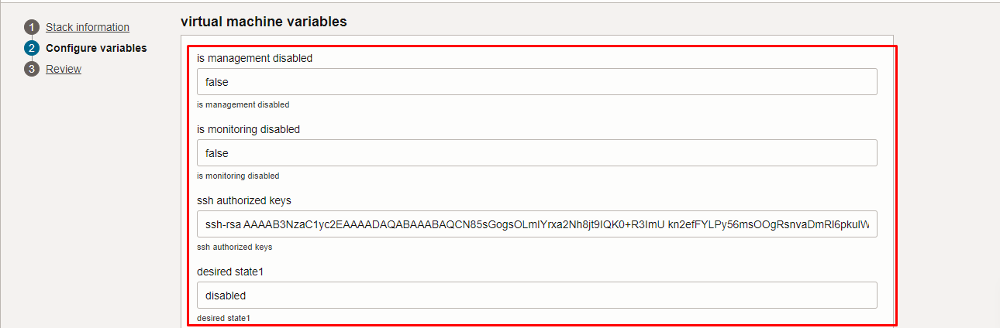 1 Stack information
2 Configure variables
3 Review
virtual machine variables
is management disabled
false
is management disabled
is monitoring disabled
false
is monitoring disabled
ssh authorized keys
ssh-rsa AAAAB3NzaC1yc2EAAAADAQABAAABAQCN85sGogsOLmlYrxa2Nh8jt9IQK0+R3ImU kn2efFYLPy56msOOgRsnvaDmRl6pkulW
ssh authorized keys
desired state1
disabled
desired state1